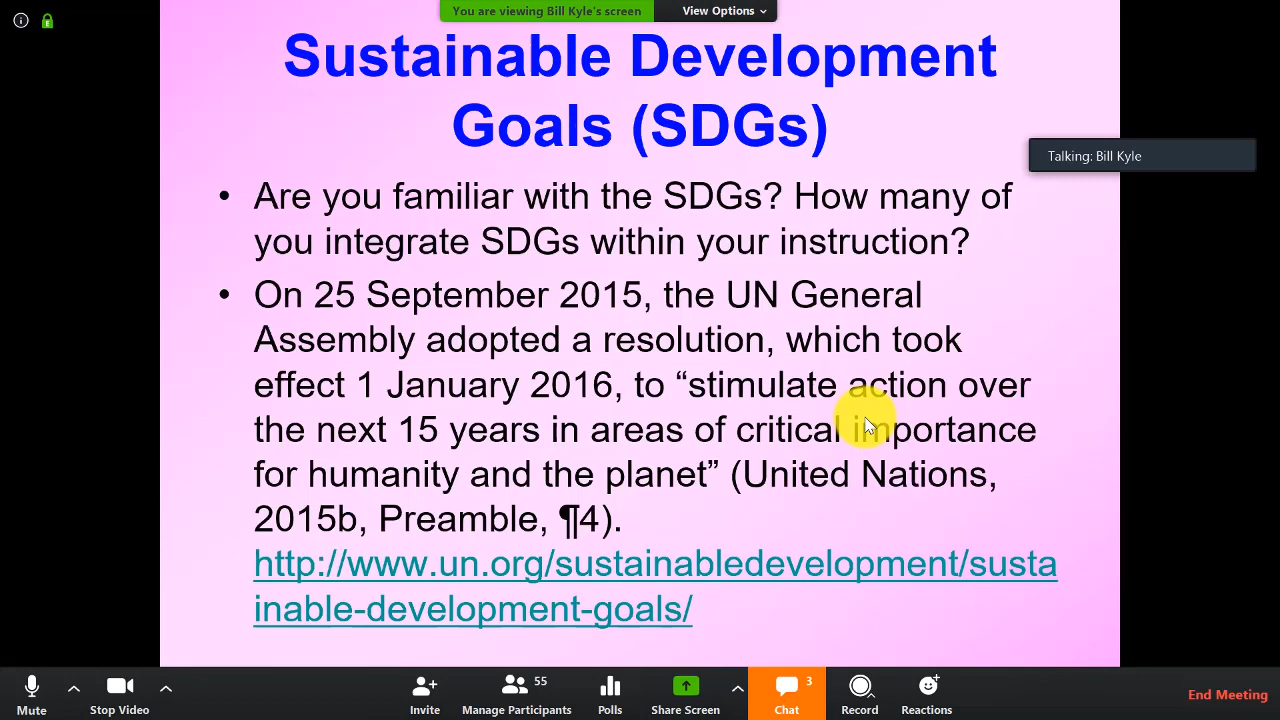 You are viewing Bill Kyle's screen View Options
Sustainable Development
Goals (SDGs)
Talking: Bill Kyle
• Are you familiar with the SDGs? How many of
you integrate SDGs within your instruction?
• On 25 September 2015, the UN General
Assembly adopted a resolution, which took
effect 1 January 2016, to “stimulate action over
the next 15 years in areas of critical importance
for humanity and the planet” (United Nations,
2015b, Preamble, ¶4).
http://www.un.org/sustainabledevelopment/susta
inable-development-goals/
55 3
Mute Stop Video Invite Manage Participants Polls Share Screen Chat Record Reactions End Meeting